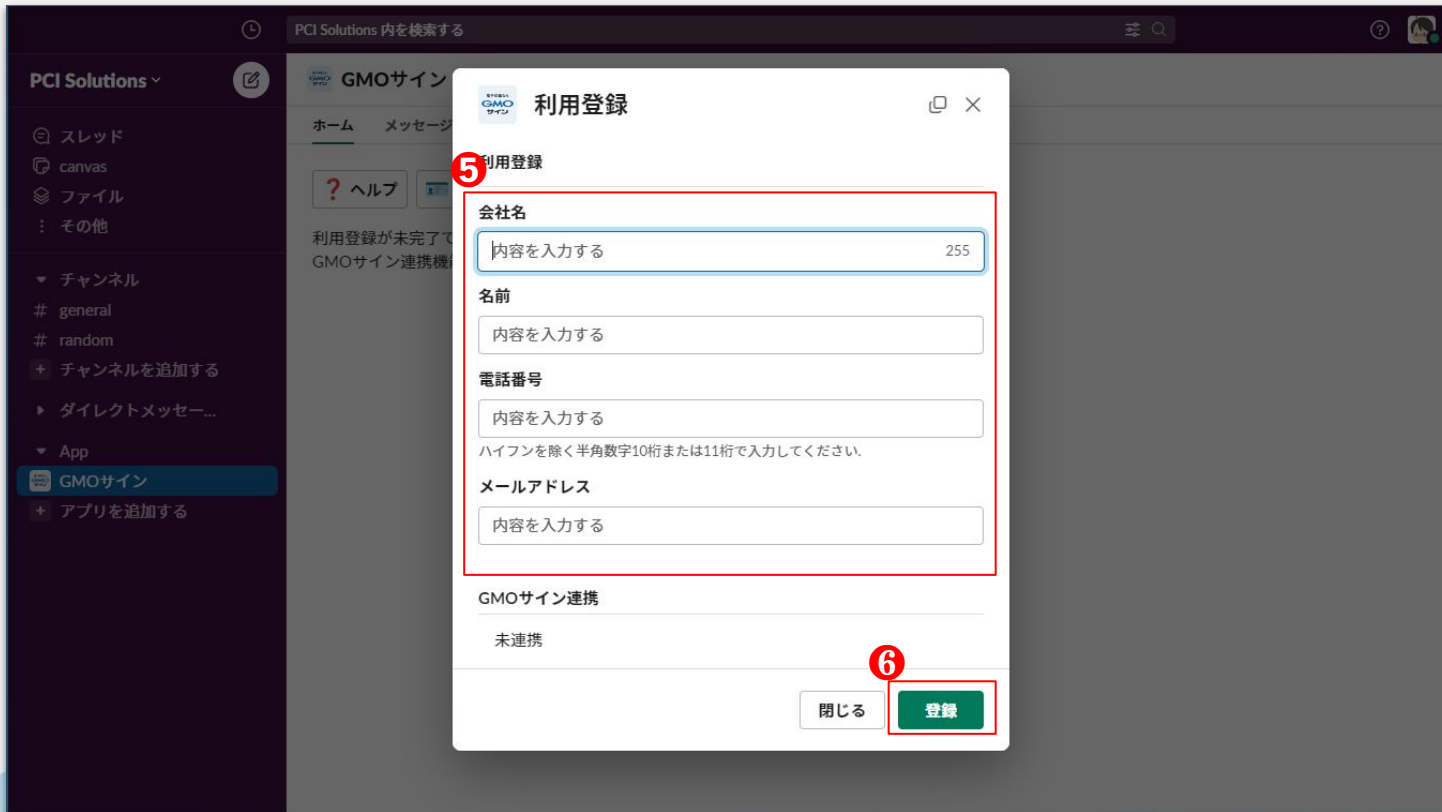 PCI Solutions 内を検索する
PCI Solutions
スレッド
canvas
ファイル
その他
チャンネル
# general
# random
+ チャンネルを追加する
ダイレクトメッセー...
App
GMOサイン
+ アプリを追加する
GMOサイン
ホーム メッセージ
❓ ヘルプ
利用登録が未完了で
GMOサイン連携機
GMO
サイン
利用登録
5
利用登録
会社名
内容を入力する 255
名前
内容を入力する
電話番号
内容を入力する
ハイフンを除く半角数字10桁または11桁で入力してください.
メールアドレス
内容を入力する
GMOサイン連携
未連携
6
閉じる 登録